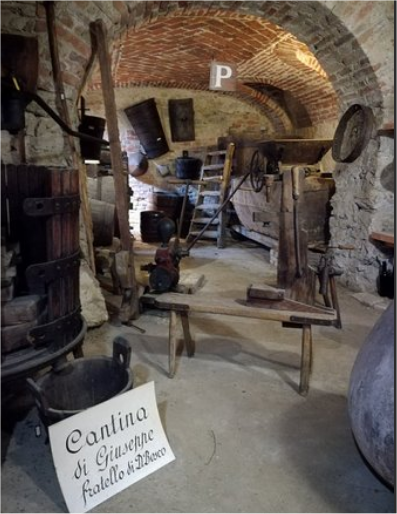 P
Cantina
di Giuseppe
fratello di D. Bosco